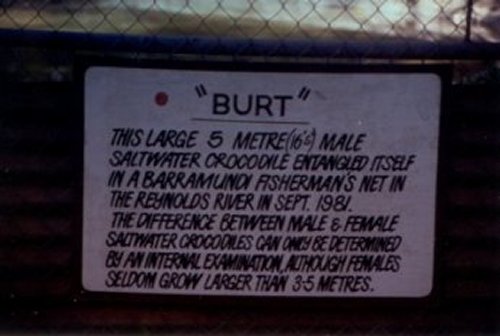 "BURT"
THIS LARGE 5 METRE (16'5) MALE
SALTWATER CROCODILE ENTANGLED ITSELF
IN A BARRAMUNDI FISHERMAN'S NET IN
THE REYNOLDS RIVER IN SEPT. 1981.
THE DIFFERENCE BETWEEN MALE & FEMALE
SALTWATER CROCODILES CAN ONLY BE DETERMINED
BY AN INTERNAL EXAMINATION, ALTHOUGH FEMALES
SELDOM GROW LARGER THAN 3·5 METRES.